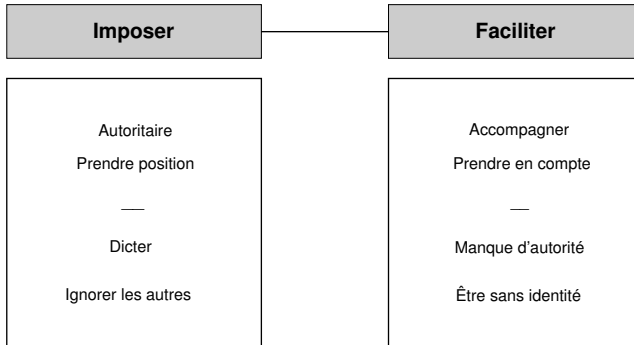 Imposer
Faciliter
Autoritaire
Prendre position
—
Dicter
Ignorer les autres
Accompagner
Prendre en compte
—
Manque d'autorité
Être sans identité